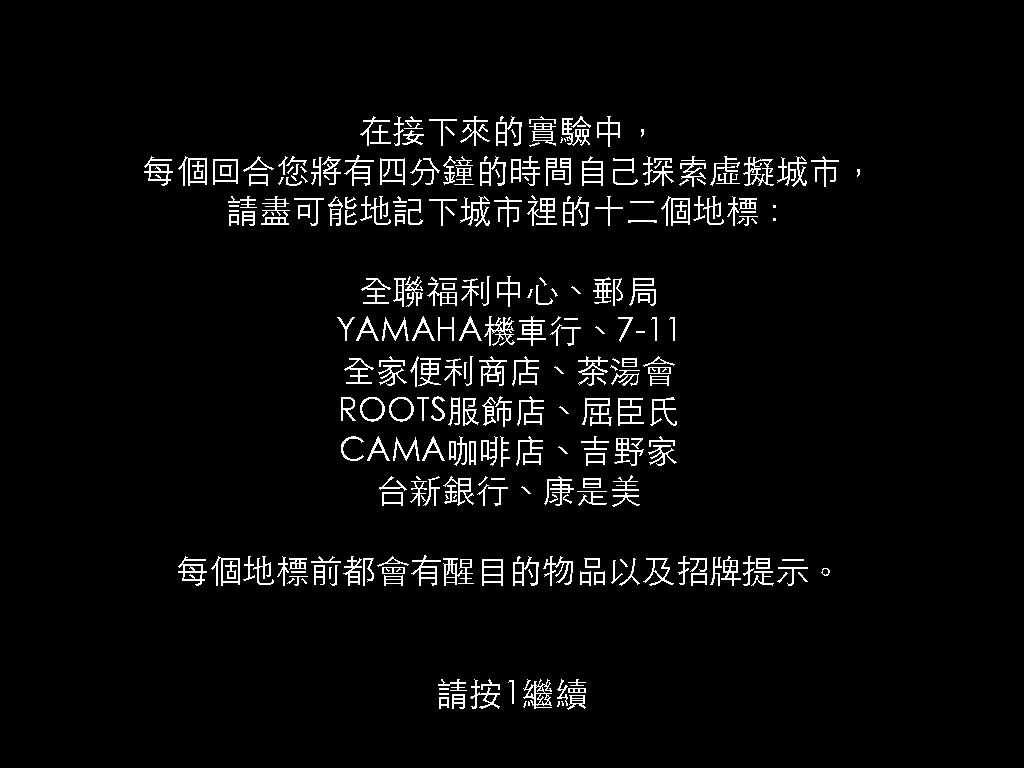 在接下來的實驗中，
每個回合您將有四分鐘的時間自己探索虛擬城市，
請盡可能地記下城市裡的十二個地標：
全聯福利中心、郵局
YAMAHA機車行、7-11
全家便利商店、茶湯會
ROOTS服飾店、屈臣氏
CAMA咖啡店、吉野家
台新銀行、康是美
每個地標前都會有醒目的物品以及招牌提示。
請按1繼續